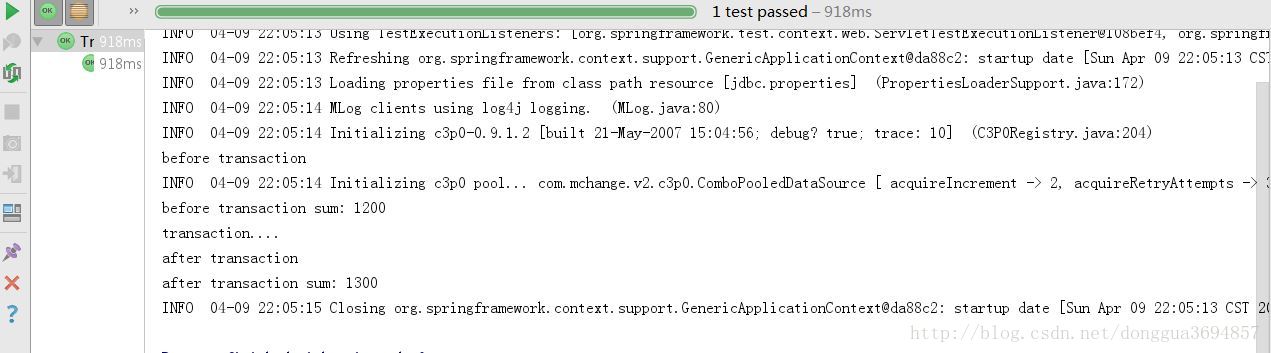 OK
>> 1 test passed – 918ms
OK Tr 918ms
OK 918ms
INFO 04-09 22:05:13 Using TestExecutionListeners: [org.springframework.test.context.web.ServletTestExecutionListener@108bef4, org.springf
INFO 04-09 22:05:13 Refreshing org.springframework.context.support.GenericApplicationContext@da88c2: startup date [Sun Apr 09 22:05:13 CST
INFO 04-09 22:05:13 Loading properties file from class path resource [jdbc.properties] (PropertiesLoaderSupport.java:172)
INFO 04-09 22:05:14 MLog clients using log4j logging. (MLog.java:80)
INFO 04-09 22:05:14 Initializing c3p0-0.9.1.2 [built 21-May-2007 15:04:56; debug? true; trace: 10] (C3P0Registry.java:204)
before transaction
INFO 04-09 22:05:14 Initializing c3p0 pool... com.mchange.v2.c3p0.ComboPooledDataSource [ acquireIncrement -> 2, acquireRetryAttempts -> 3
before transaction sum: 1200
transaction....
after transaction
after transaction sum: 1300
INFO 04-09 22:05:15 Closing org.springframework.context.support.GenericApplicationContext@da88c2: startup date [Sun Apr 09 22:05:13 CST 20
http://blog.csdn.net/donggua3694857